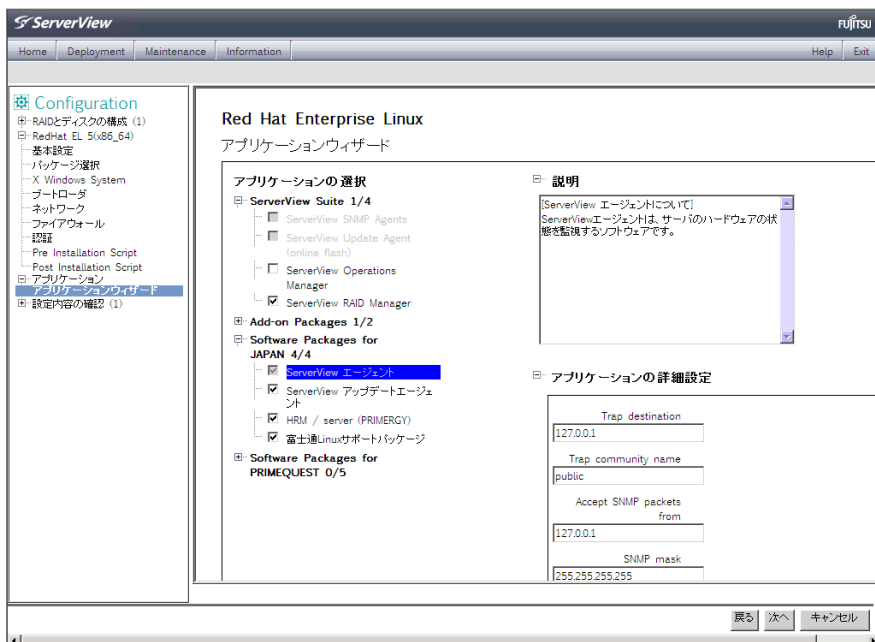 ServerView
FUJITSU
Home Deployment Maintenance Information Help Exit
Configuration
RAIDとディスクの構成 (1)
RedHat EL 5(x86_64)
基本設定
パッケージ選択
X Windows System
ブートローダ
ネットワーク
ファイアウォール
認証
Pre Installation Script
Post Installation Script
アプリケーション
アプリケーションウィザード
設定内容の確認 (1)
Red Hat Enterprise Linux
アプリケーションウィザード
アプリケーションの選択
ServerView Suite 1/4
ServerView SNMP Agents
ServerView Update Agent
(online flash)
ServerView Operations
Manager
ServerView RAID Manager
Add-on Packages 1/2
Software Packages for
JAPAN 4/4
ServerView エージェント
ServerView アップデートエージェ
ント
HRM / server (PRIMERGY)
富士通Linuxサポートパッケージ
Software Packages for
PRIMEQUEST 0/5
説明
[ServerView エージェントについて]
ServerViewエージェントは、サーバのハードウェアの状
態を監視するソフトウェアです。
アプリケーションの詳細設定
Trap destination
127.0.0.1
Trap community name
public
Accept SNMP packets
from
127.0.0.1
SNMP mask
255.255.255.255
戻る 次へ キャンセル